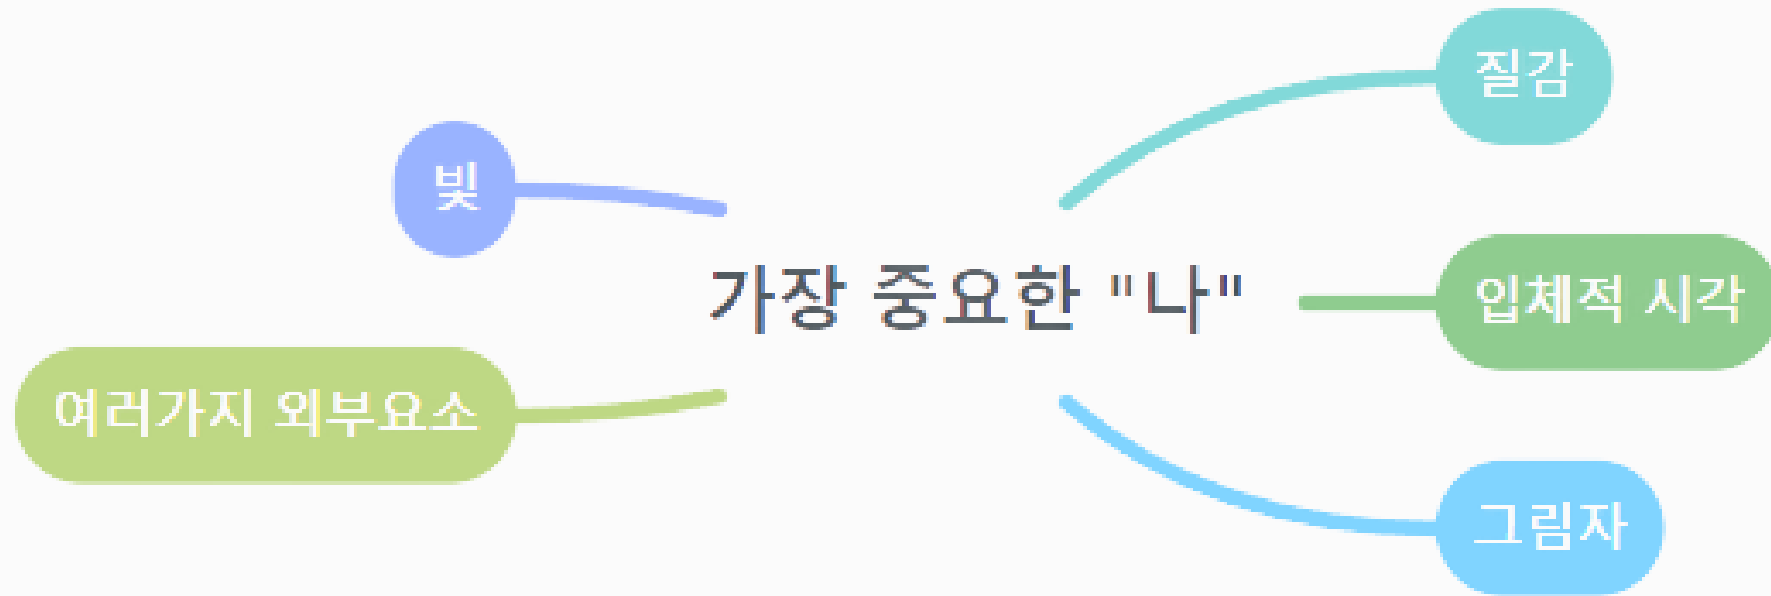 질감
빛
가장 중요한 "나"
입체적 시각
여러가지 외부요소
그림자